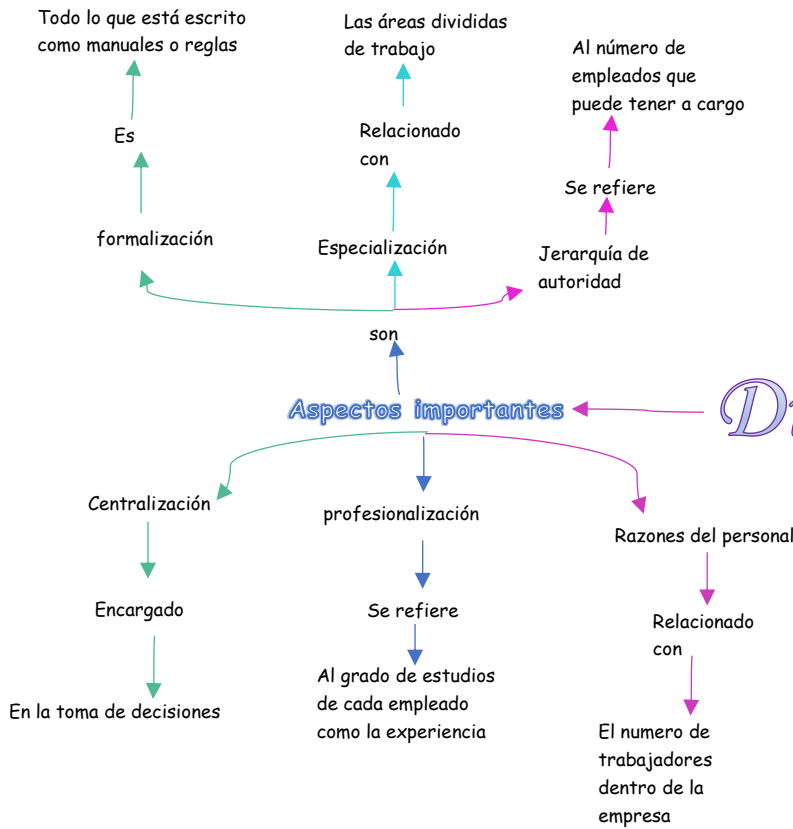 Todo lo que está escrito
como manuales o reglas
Las áreas divididas
de trabajo
Al número de
empleados que
puede tener a cargo
Es
Relacionado
con
Se refiere
formalización
Especialización
Jerarquía de
autoridad
son
Aspectos importantes
Centralización
profesionalización
Razones del personal
Encargado
Se refiere
Relacionado
con
En la toma de decisiones
Al grado de estudios
de cada empleado
como la experiencia
El numero de
trabajadores
dentro de la
empresa